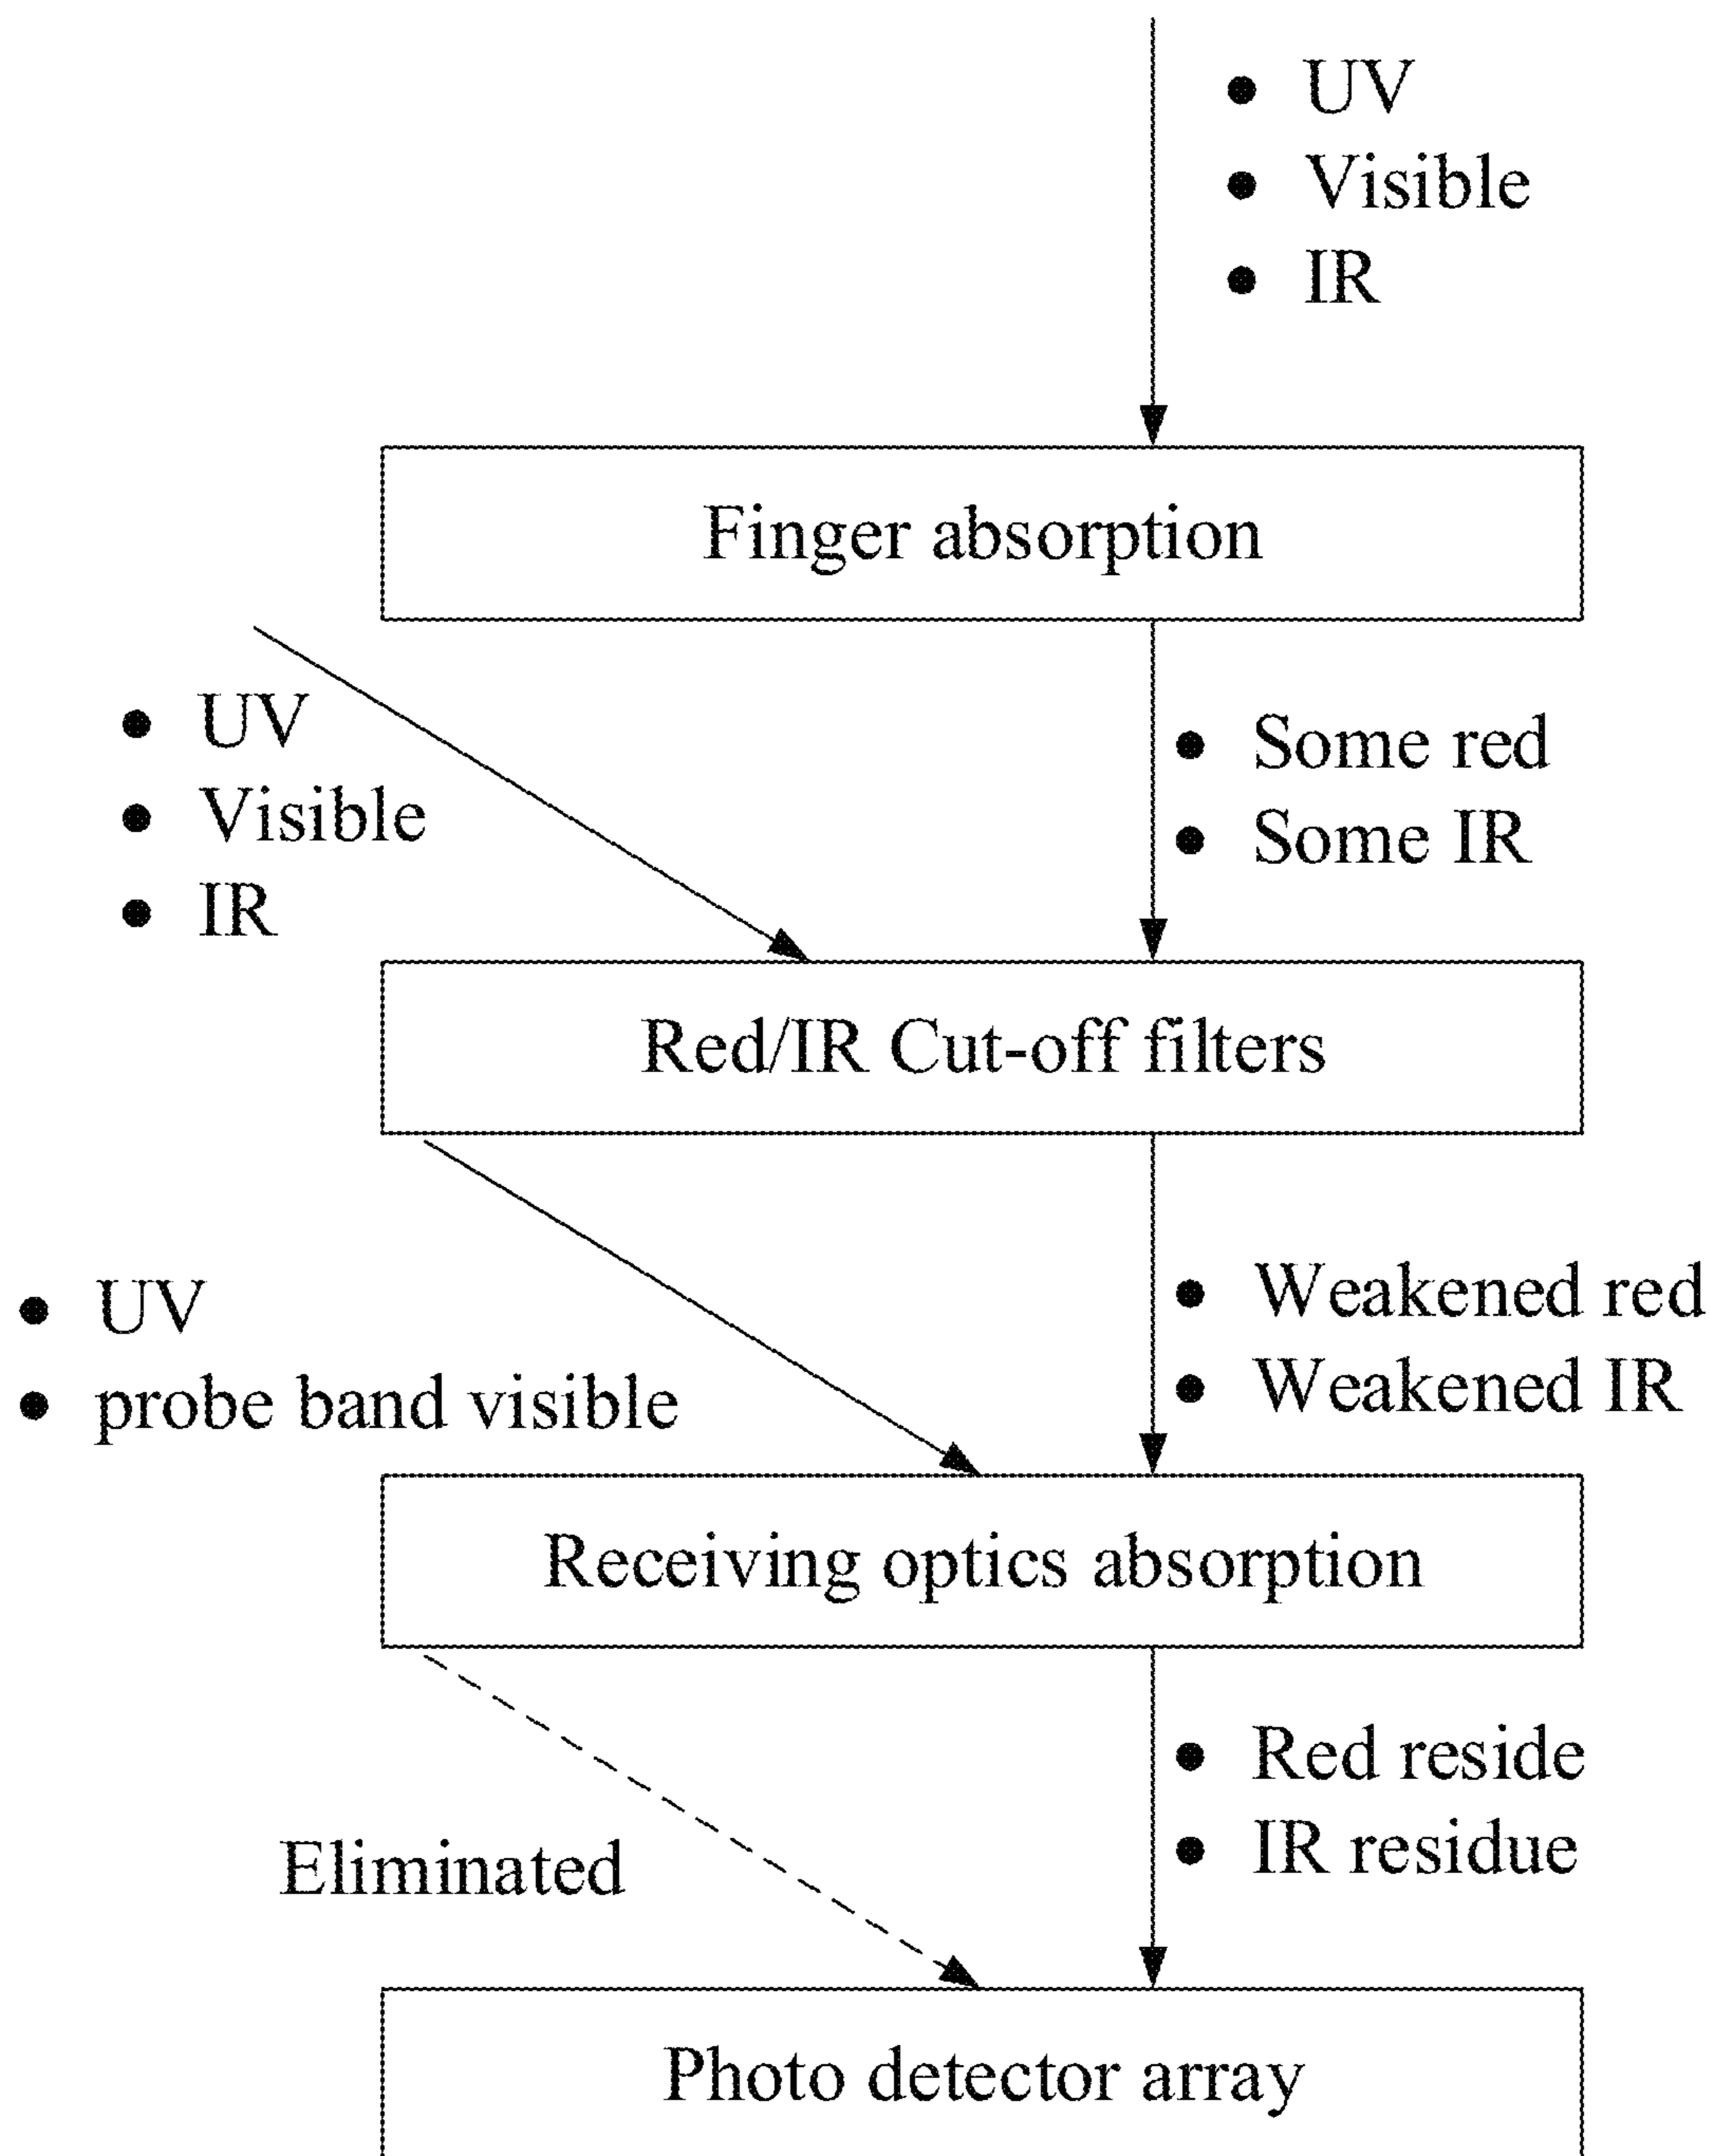 • UV
• Visible
• IR
Finger absorption
• UV
• Visible
• IR
• Some red
• Some IR
Red/IR Cut-off filters
• UV
• probe band visible
• Weakened red
• Weakened IR
Receiving optics absorption
Eliminated
• Red reside
• IR residue
Photo detector array